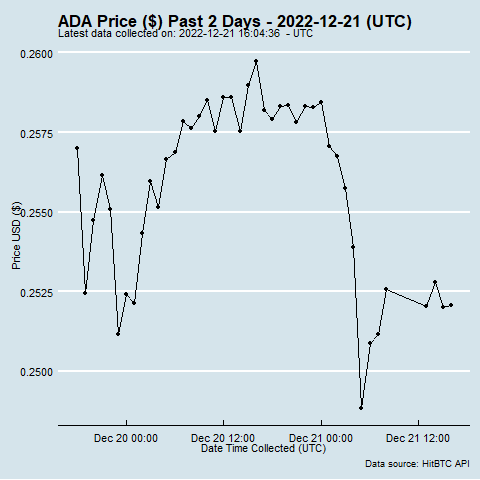 ADA Price ($) Past 2 Days - 2022-12-21 (UTC)
Latest data collected on: 2022-12-21 16:04:36  - UTC
0.2600
0.2575
0.2550
0.2525
0.2500
Price USD ($)
Dec 20 00:00 Dec 20 12:00 Dec 21 00:00 Dec 21 12:00
Date Time Collected (UTC)
Data source: HitBTC API